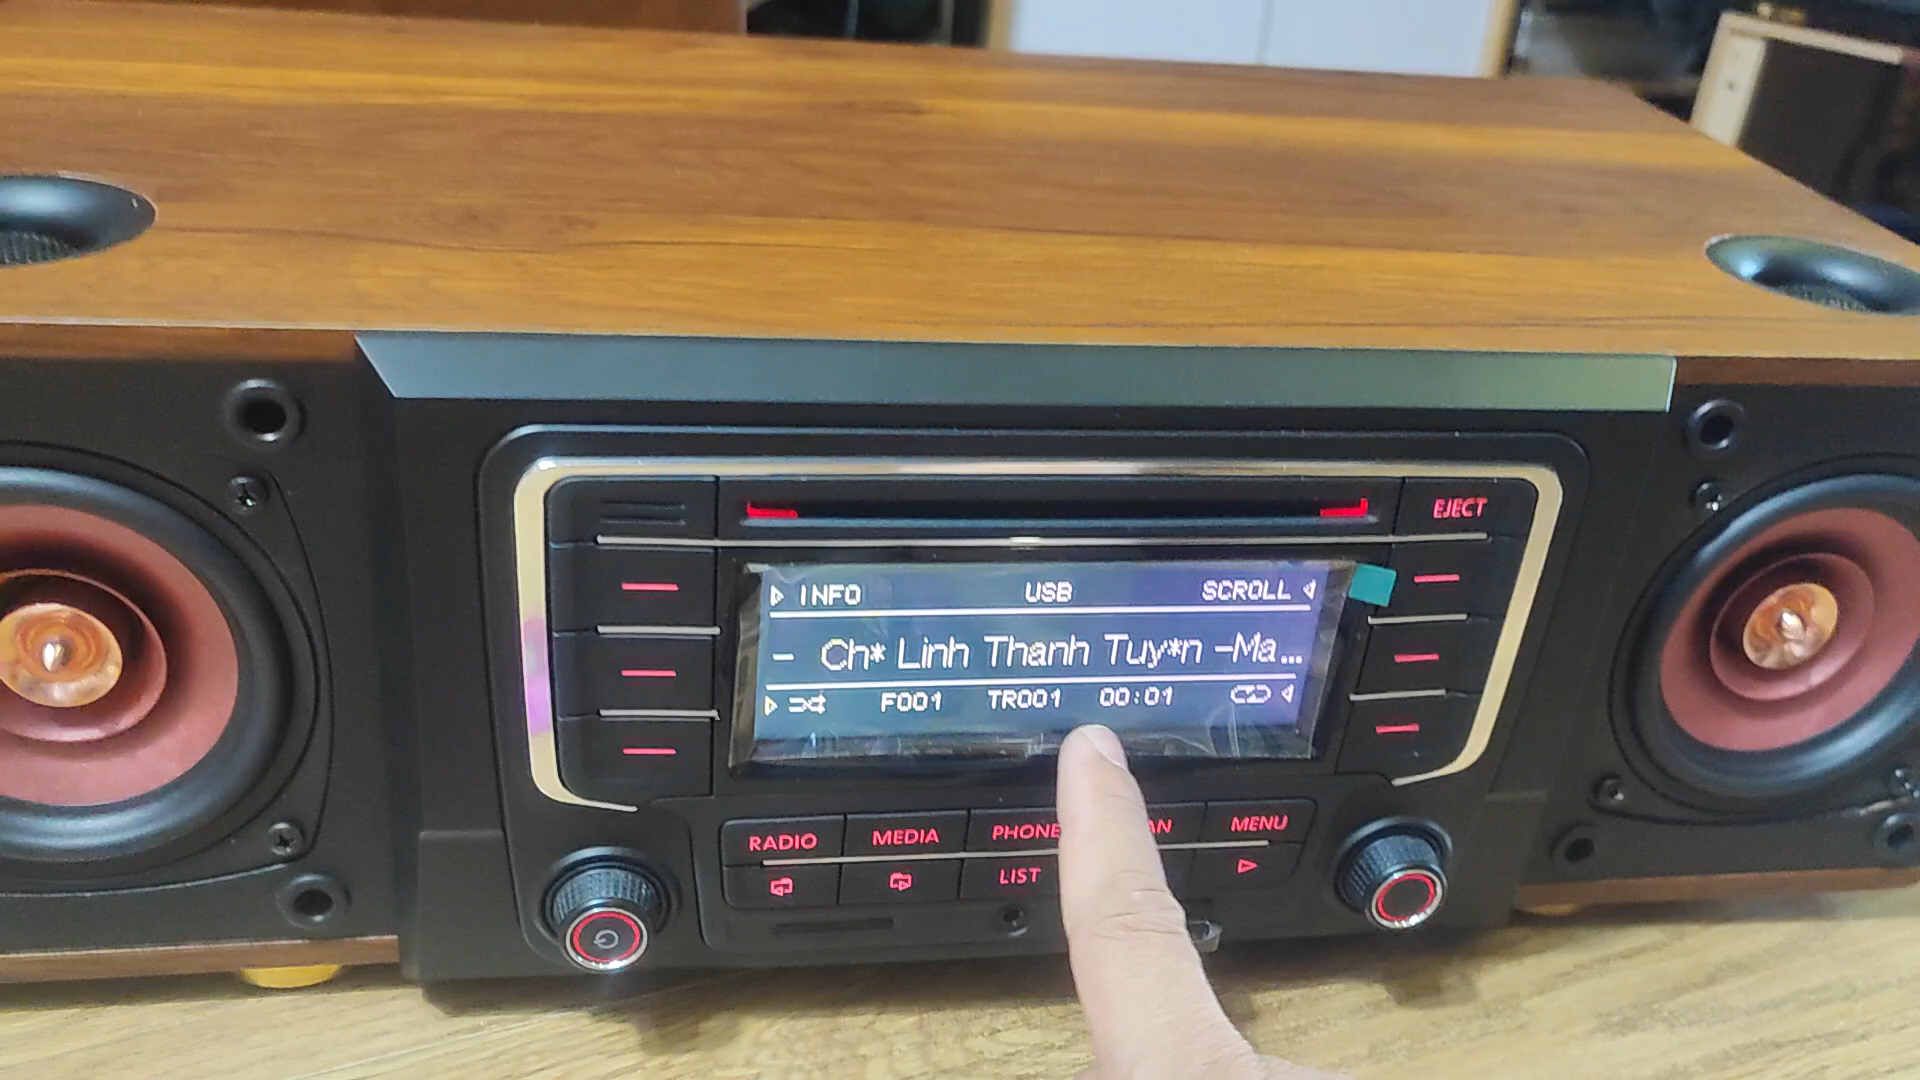 EJECT
INFO USB SCROLL
- Ch* Linh Thanh Tuy*n -Ma...
F001 TR001 00:01
RADIO MEDIA PHONE MENU
LIST